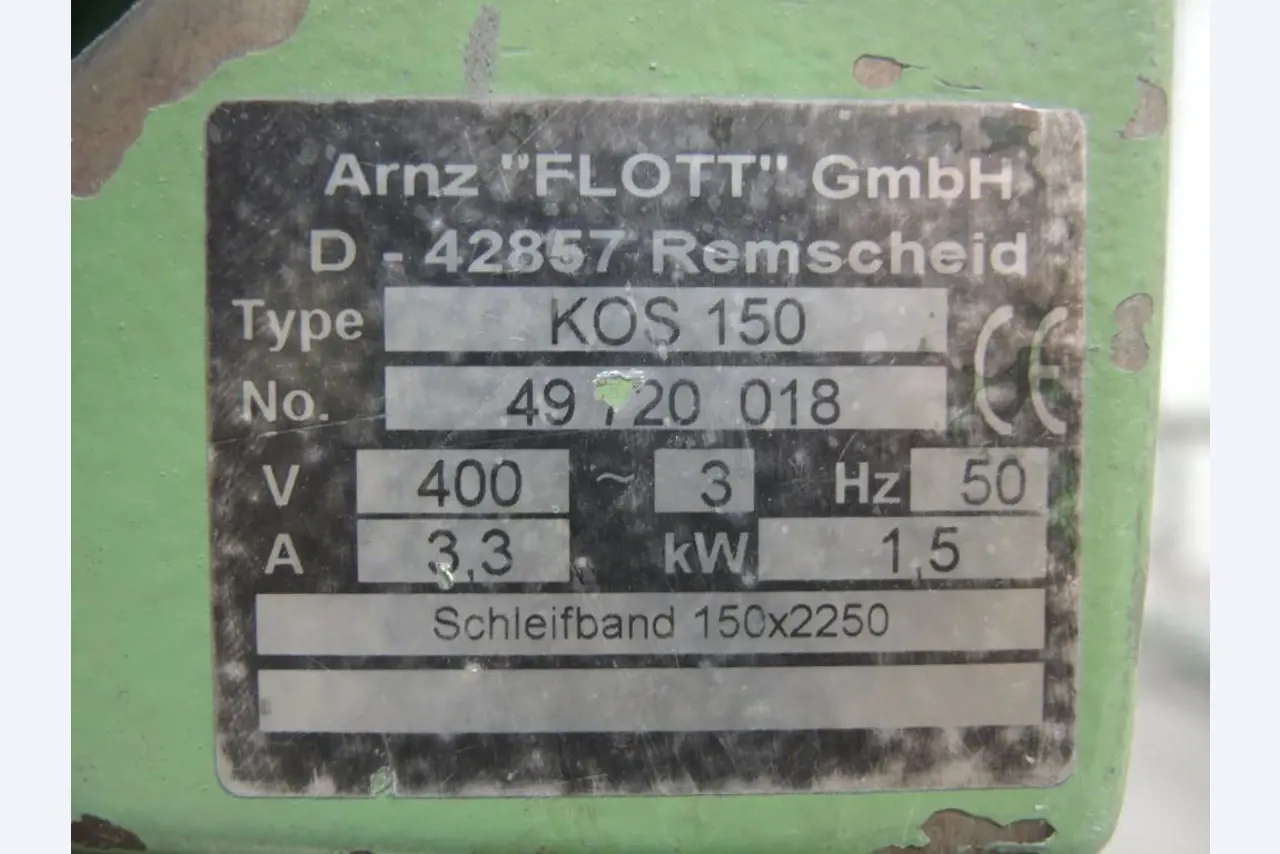 Arnz "FLOTT" GmbH
D - 42857 Remscheid
Type KOS 150
No. 49 20 018
CE
V 400 ~ 3 Hz 50
A 3,3 kW 1,5
Schleifband 150x2250